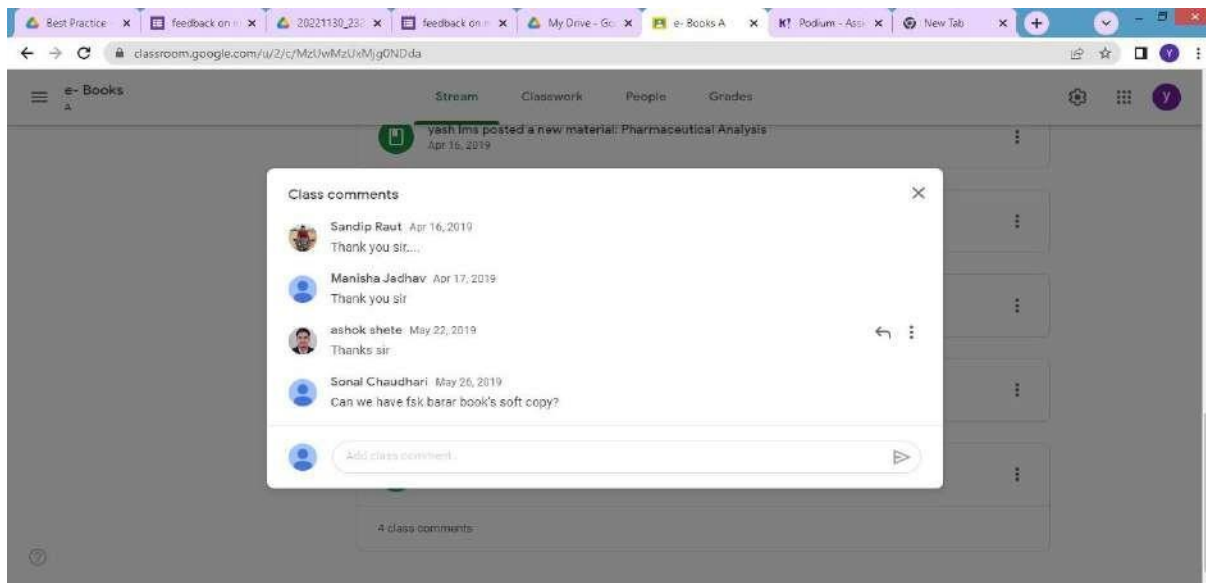 Best Practice -
feedback on
20221130_23
feedback on
My Drive - Go
e- Books A
K! Podium - Ass
New Tab
classroom.google.com/u/2/c/MzUwMzUxMjg0NDda
e- Books
A
Stream Classwork People Grades
yash lms posted a new material: Pharmaceutical Analysis
Apr 16, 2019
Class comments
Sandip Raut Apr 16, 2019
Thank you sir....
Manisha Jadhav Apr 17, 2019
Thank you sir
ashok shete May 22, 2019
Thanks sir
Sonal Chaudhari May 26, 2019
Can we have fsk barar book's soft copy?
Add class comment...
4 class comments